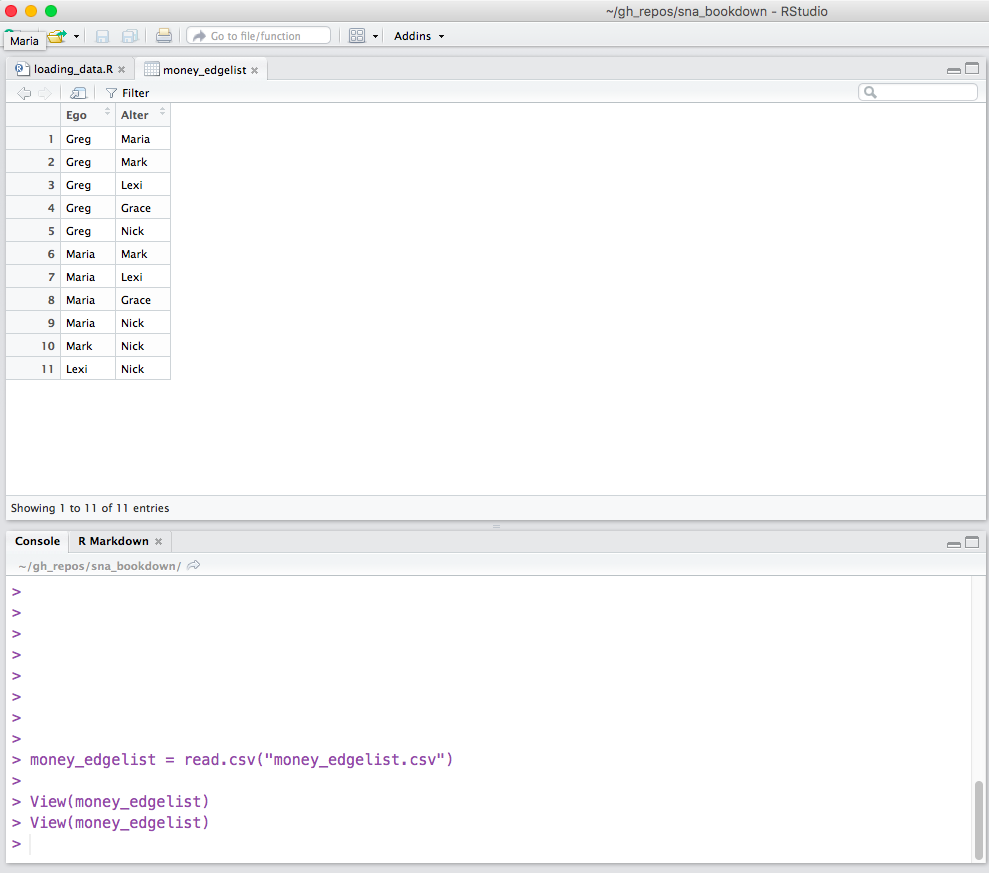 ~/gh_repos/sna_bookdown - RStudio
Maria
Go to file/function
Addins
loading_data.R
money_edgelist
Filter
Ego Alter
1 Greg Maria
2 Greg Mark
3 Greg Lexi
4 Greg Grace
5 Greg Nick
6 Maria Mark
7 Maria Lexi
8 Maria Grace
9 Maria Nick
10 Mark Nick
11 Lexi Nick
Showing 1 to 11 of 11 entries
Console R Markdown
~/gh_repos/sna_bookdown/
>
>
>
>
>
>
>
>
> money_edgelist = read.csv("money_edgelist.csv")
>
> View(money_edgelist)
> View(money_edgelist)
>